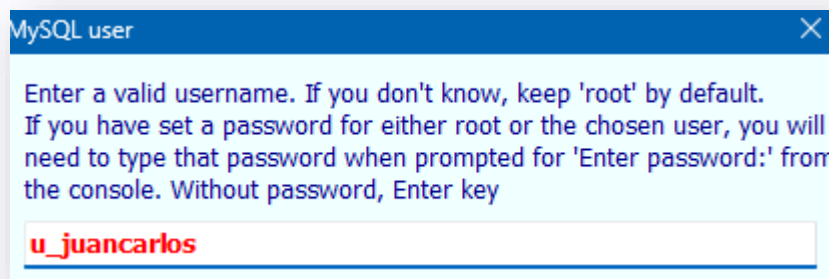 MySQL user
Enter a valid username. If you don't know, keep 'root' by default.
If you have set a password for either root or the chosen user, you will
need to type that password when prompted for 'Enter password:' from
the console. Without password, Enter key
u_juancarlos